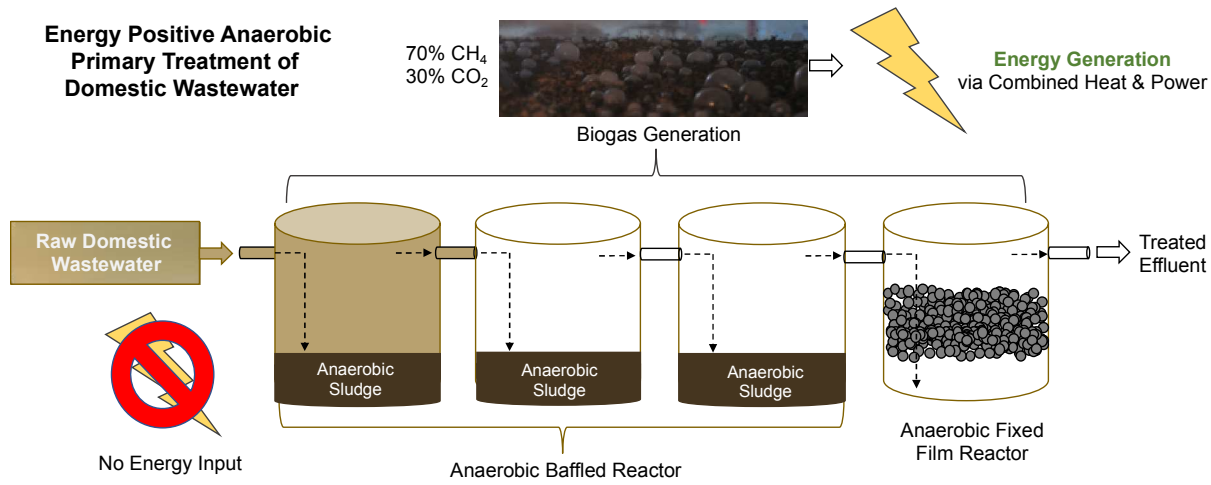 Energy Positive Anaerobic
Primary Treatment of
Domestic Wastewater
70% CH₄
30% CO₂
Energy Generation
via Combined Heat & Power
Biogas Generation
Raw Domestic
Wastewater
Treated
Effluent
Anaerobic
Sludge
Anaerobic
Sludge
Anaerobic
Sludge
No Energy Input
Anaerobic Baffled Reactor
Anaerobic Fixed
Film Reactor